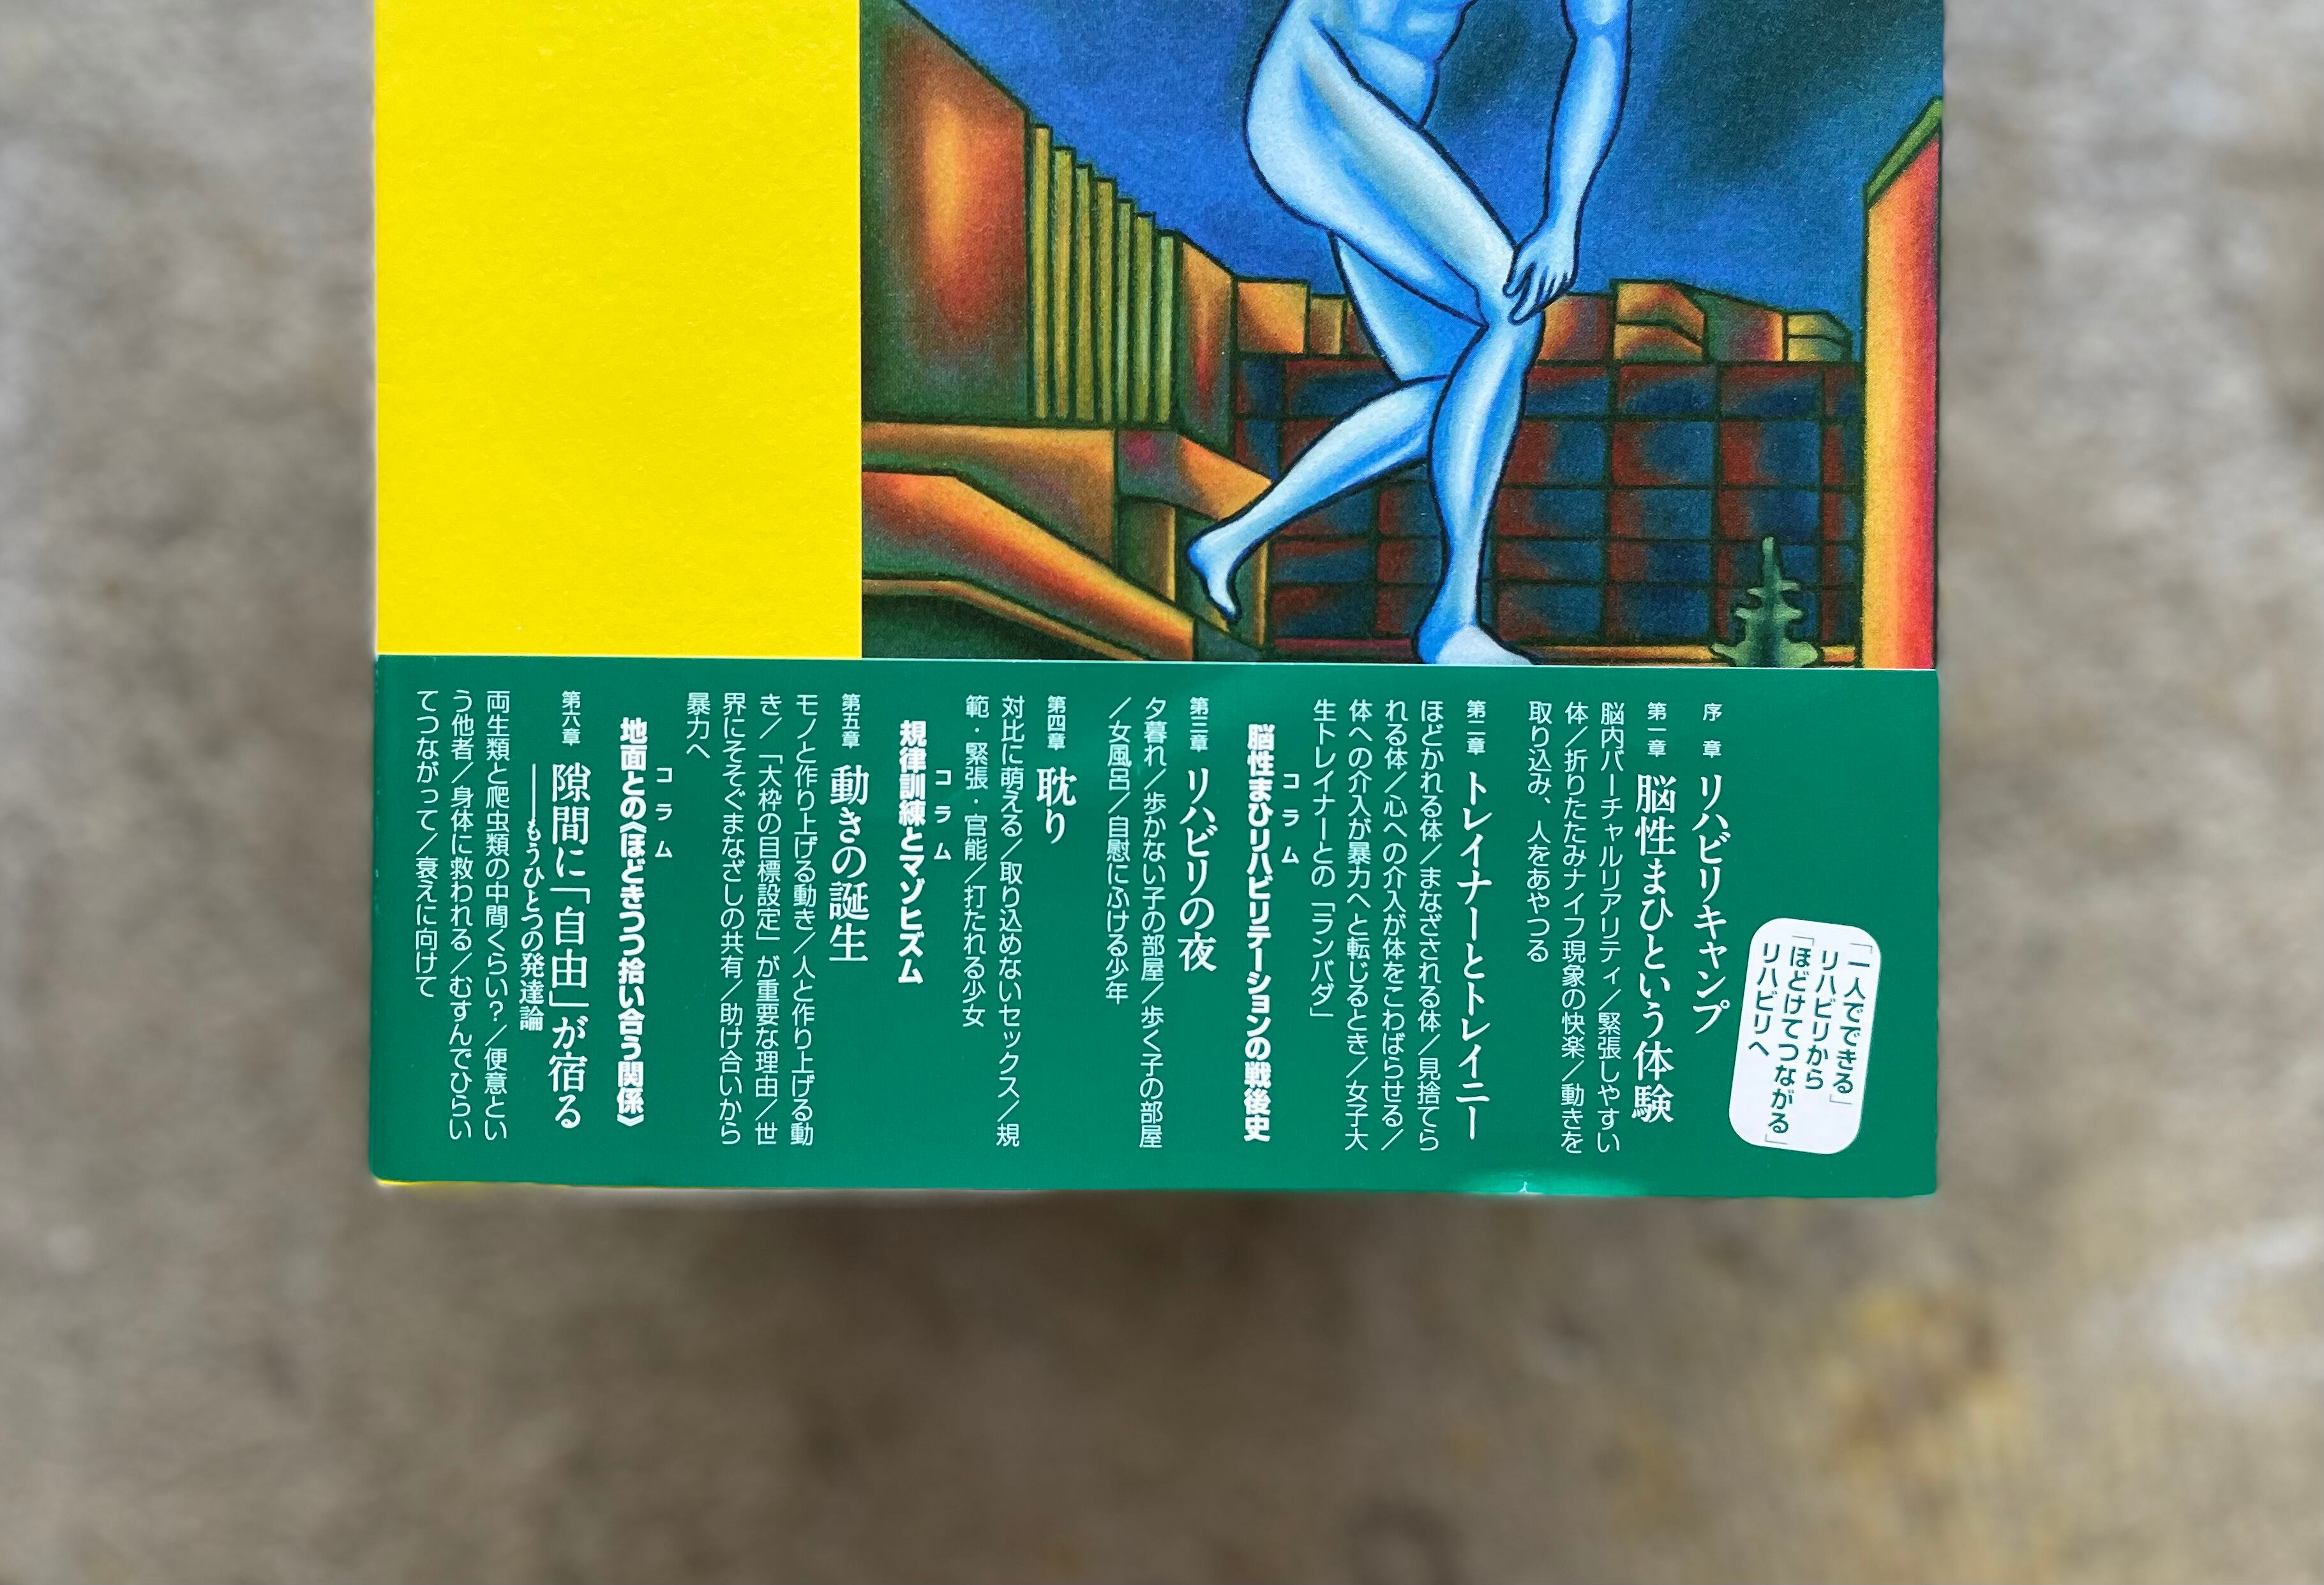 「一人でできる」
リハビリから
「ほどけてつながる」
リハビリへ
序章 リハビリキャンプ
第一章 脳性まひという体験
脳内バーチャルリアリティ／緊張しやすい
体／折りたたみナイフ現象の快楽／動きを
取り込み、人をあやつる
第二章 トレイナーとトレイニー
ほどかれる体／まなざされる体／見捨てら
れる体／心への介入が体をこわばらせる／
体への介入が暴力へと転じるとき／女子大
生トレイナーとの「ランバダ」
コラム
脳性まひリハビリテーションの戦後史
第三章 リハビリの夜
夕暮れ／歩かない子の部屋／歩く子の部屋
／女風呂／自慰にふける少年
第四章 耽り
対比に萌える／取り込めないセックス／規
範・緊張・官能／打たれる少女
コラム
規律訓練とマゾヒズム
第五章 動きの誕生
モノと作り上げる動き／人と作り上げる動
き／「大枠の目標設定」が重要な理由／世
界にそそぐまなざしの共有／助け合いから
暴力へ
コラム
地面との〈ほどきつつ拾い合う関係〉
第六章 隙間に「自由」が宿る
——もうひとつの発達論
両生類と爬虫類の中間くらい？／便意とい
う他者／身体に救われる／むすんでひらい
てつながって／衰えに向けて